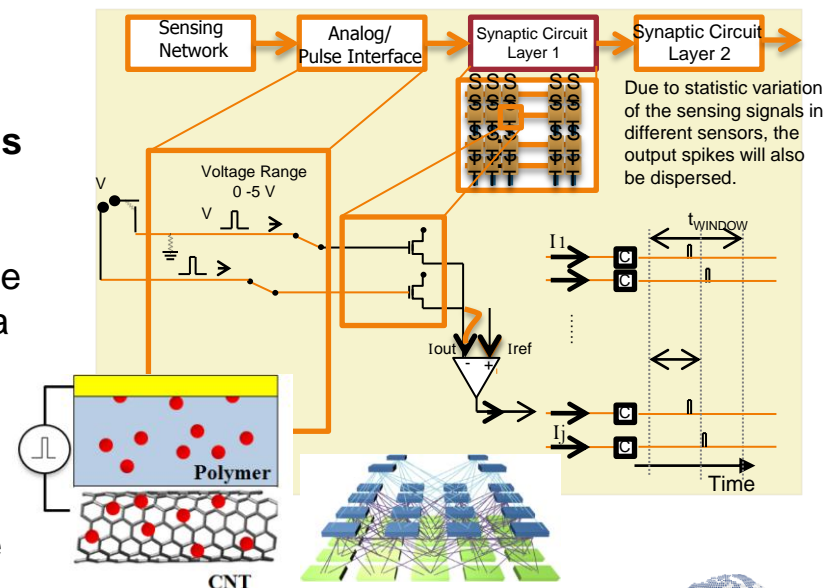 Sensing
Network
Analog/
Pulse Interface
Synaptic Circuit
Layer 1
Synaptic Circuit
Layer 2
Due to statistic variation
of the sensing signals in
different sensors, the
output spikes will also
be dispersed.
s
e
a
e
Voltage Range
0 -5 V
V
V
tWINDOW
I1
C
C
Iout
Iref
-
+
C
Ij
C
Time
Polymer
CNT